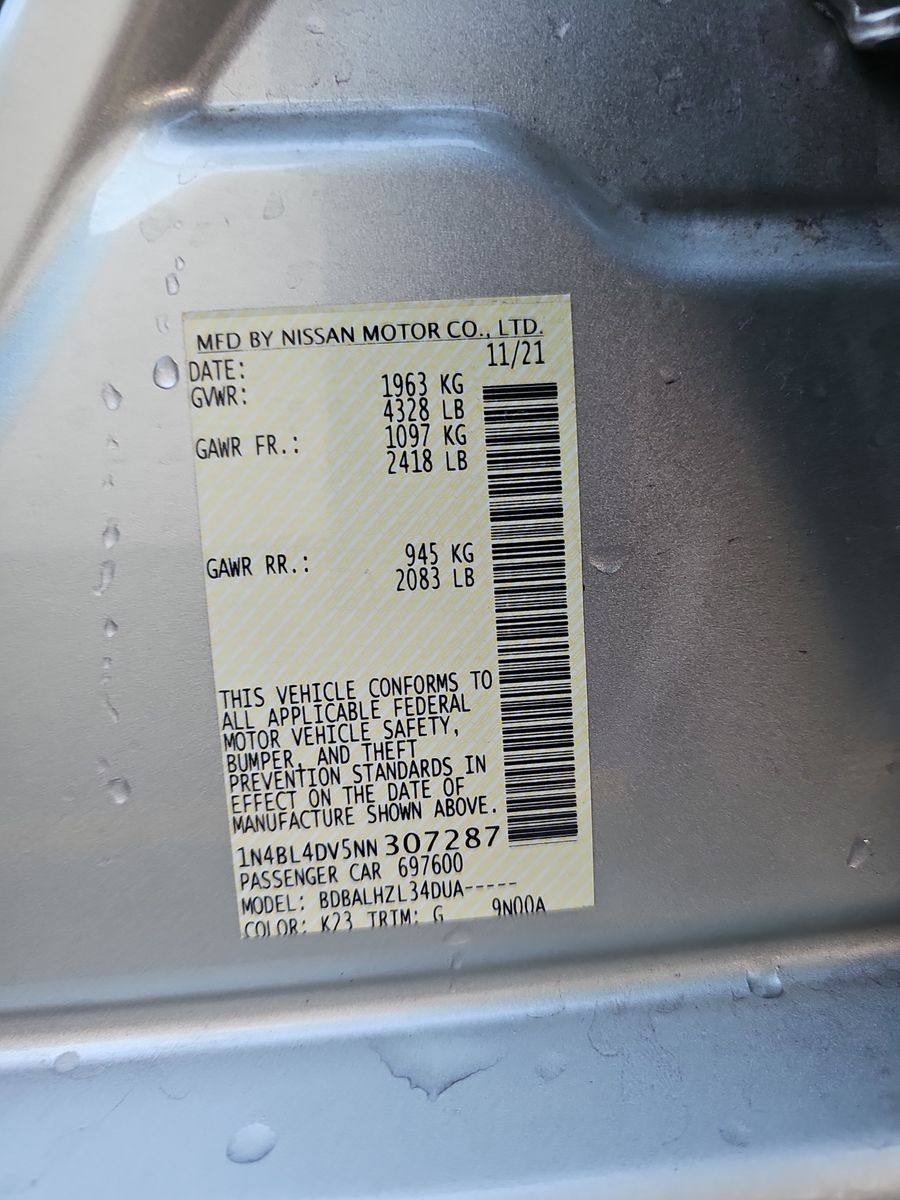 MFD BY NISSAN MOTOR CO., LTD.
DATE: 11/21
GVWR: 1963 KG
4328 LB
GAWR FR.: 1097 KG
2418 LB
GAWR RR.: 945 KG
2083 LB
THIS VEHICLE CONFORMS TO
ALL APPLICABLE FEDERAL
MOTOR VEHICLE SAFETY,
BUMPER, AND THEFT
PREVENTION STANDARDS IN
EFFECT ON THE DATE OF
MANUFACTURE SHOWN ABOVE.
1N4BL4DV5NN307287
PASSENGER CAR 697600
MODEL: BDBALHZL34DUA-----
COLOR: K23 TRIM: G 9N00A